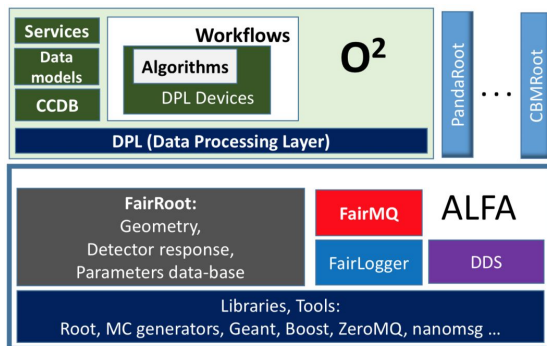 Services
Data
models
CCDB
Workflows
Algorithms
DPL Devices
O²
DPL (Data Processing Layer)
PandaRoot
...
CBMRoot
FairRoot:
Geometry,
Detector response,
Parameters data-base
FairMQ
ALFA
FairLogger
DDS
Libraries, Tools:
Root, MC generators, Geant, Boost, ZeroMQ, nanomsg ...